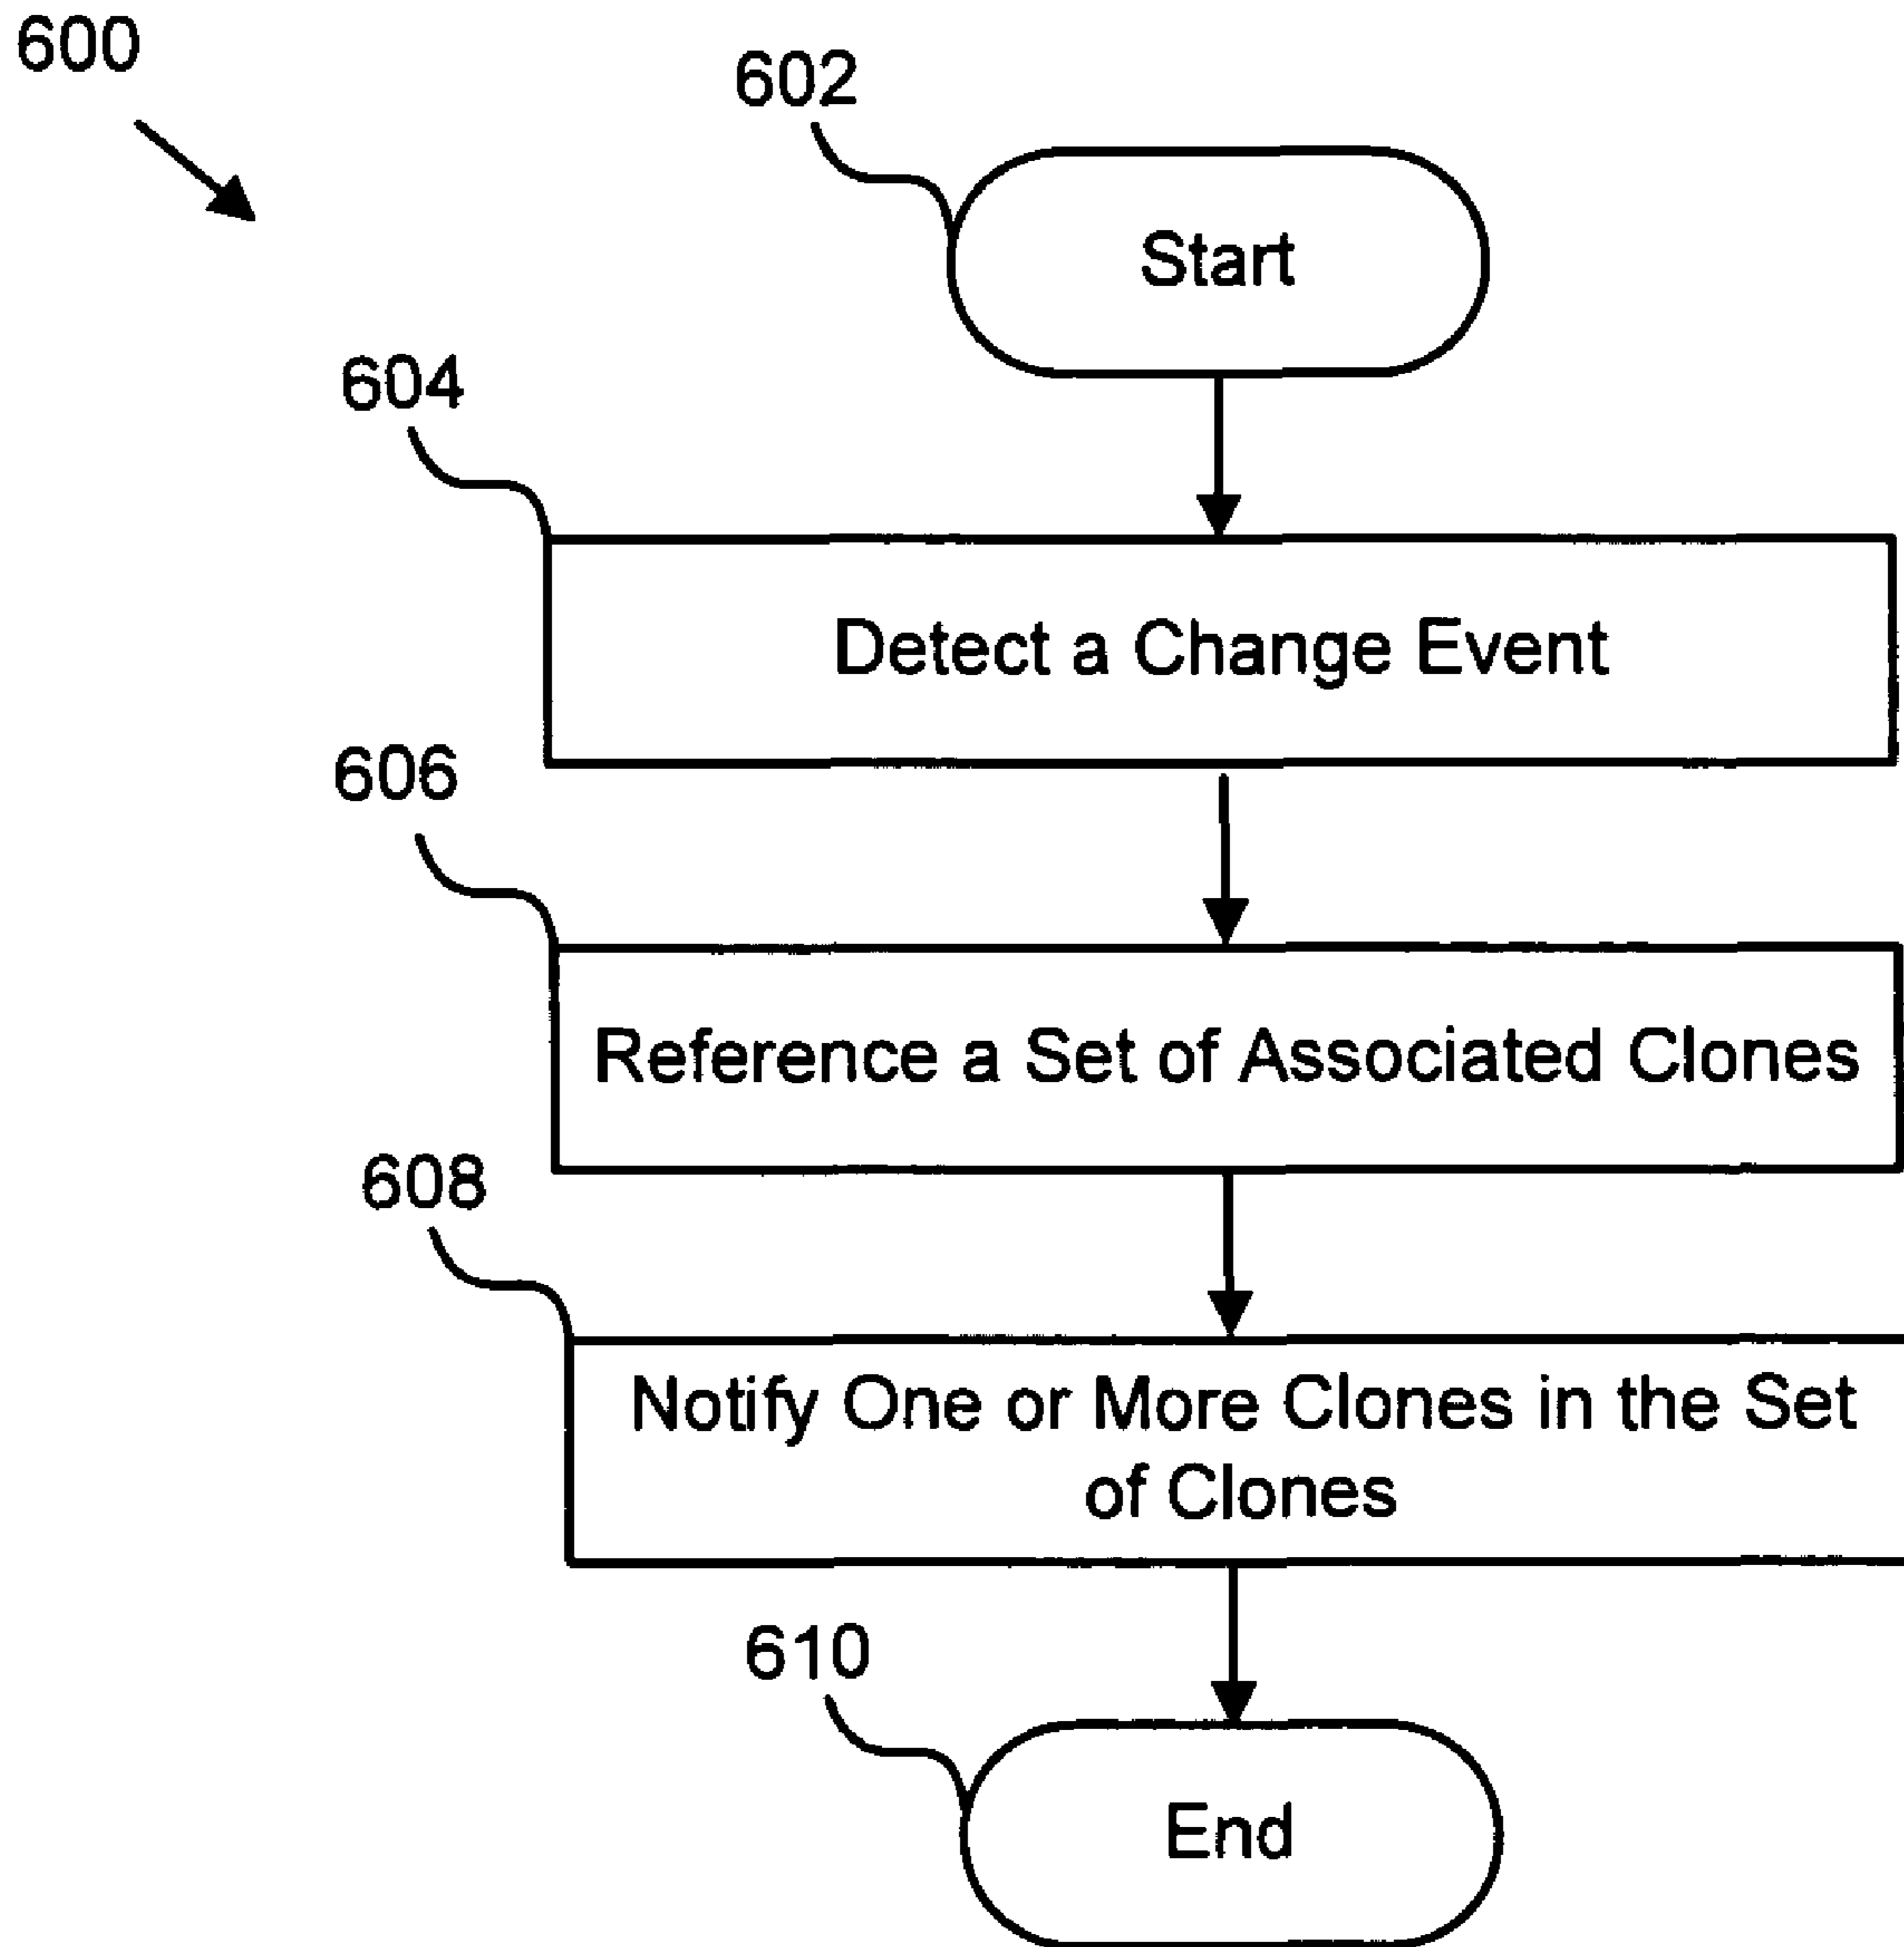 600
602
Start
604
Detect a Change Event
606
Reference a Set of Associated Clones
608
Notify One or More Clones in the Set
of Clones
610
End